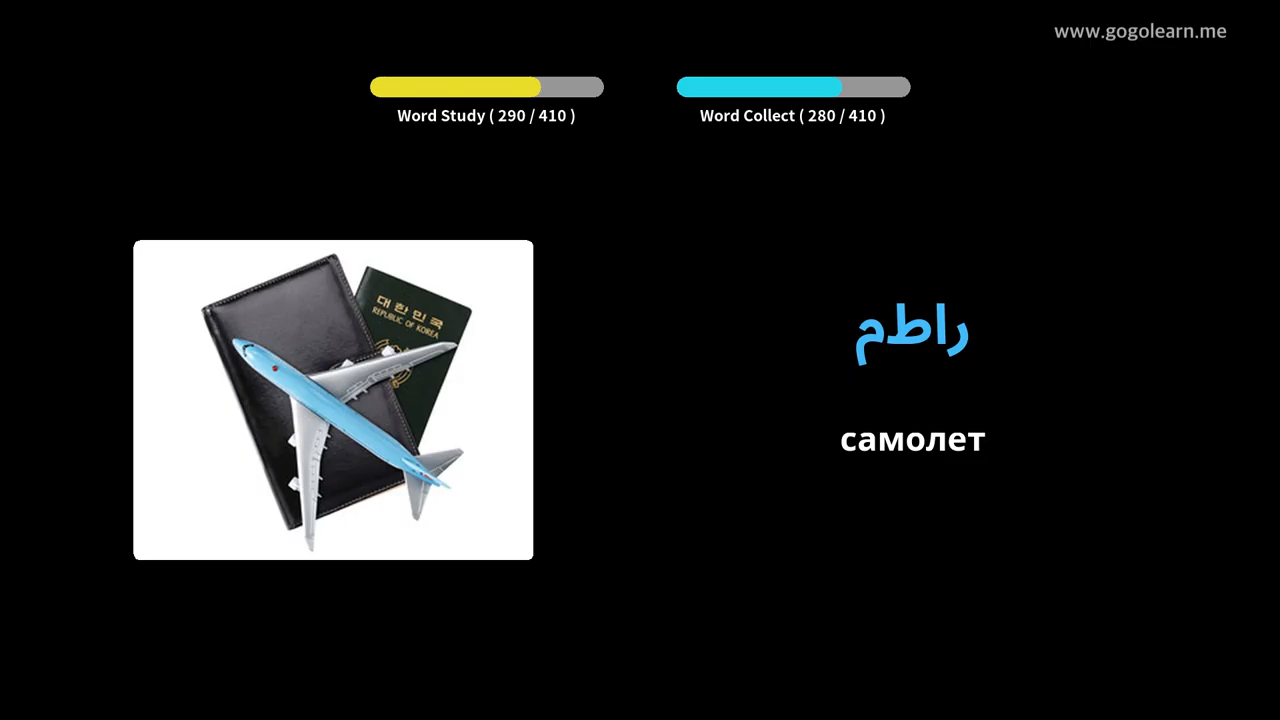 www.gogolearn.me
Word Study ( 290 / 410 )
Word Collect ( 280 / 410 )
대한민국
REPUBLIC OF KOREA
راطم
самолет